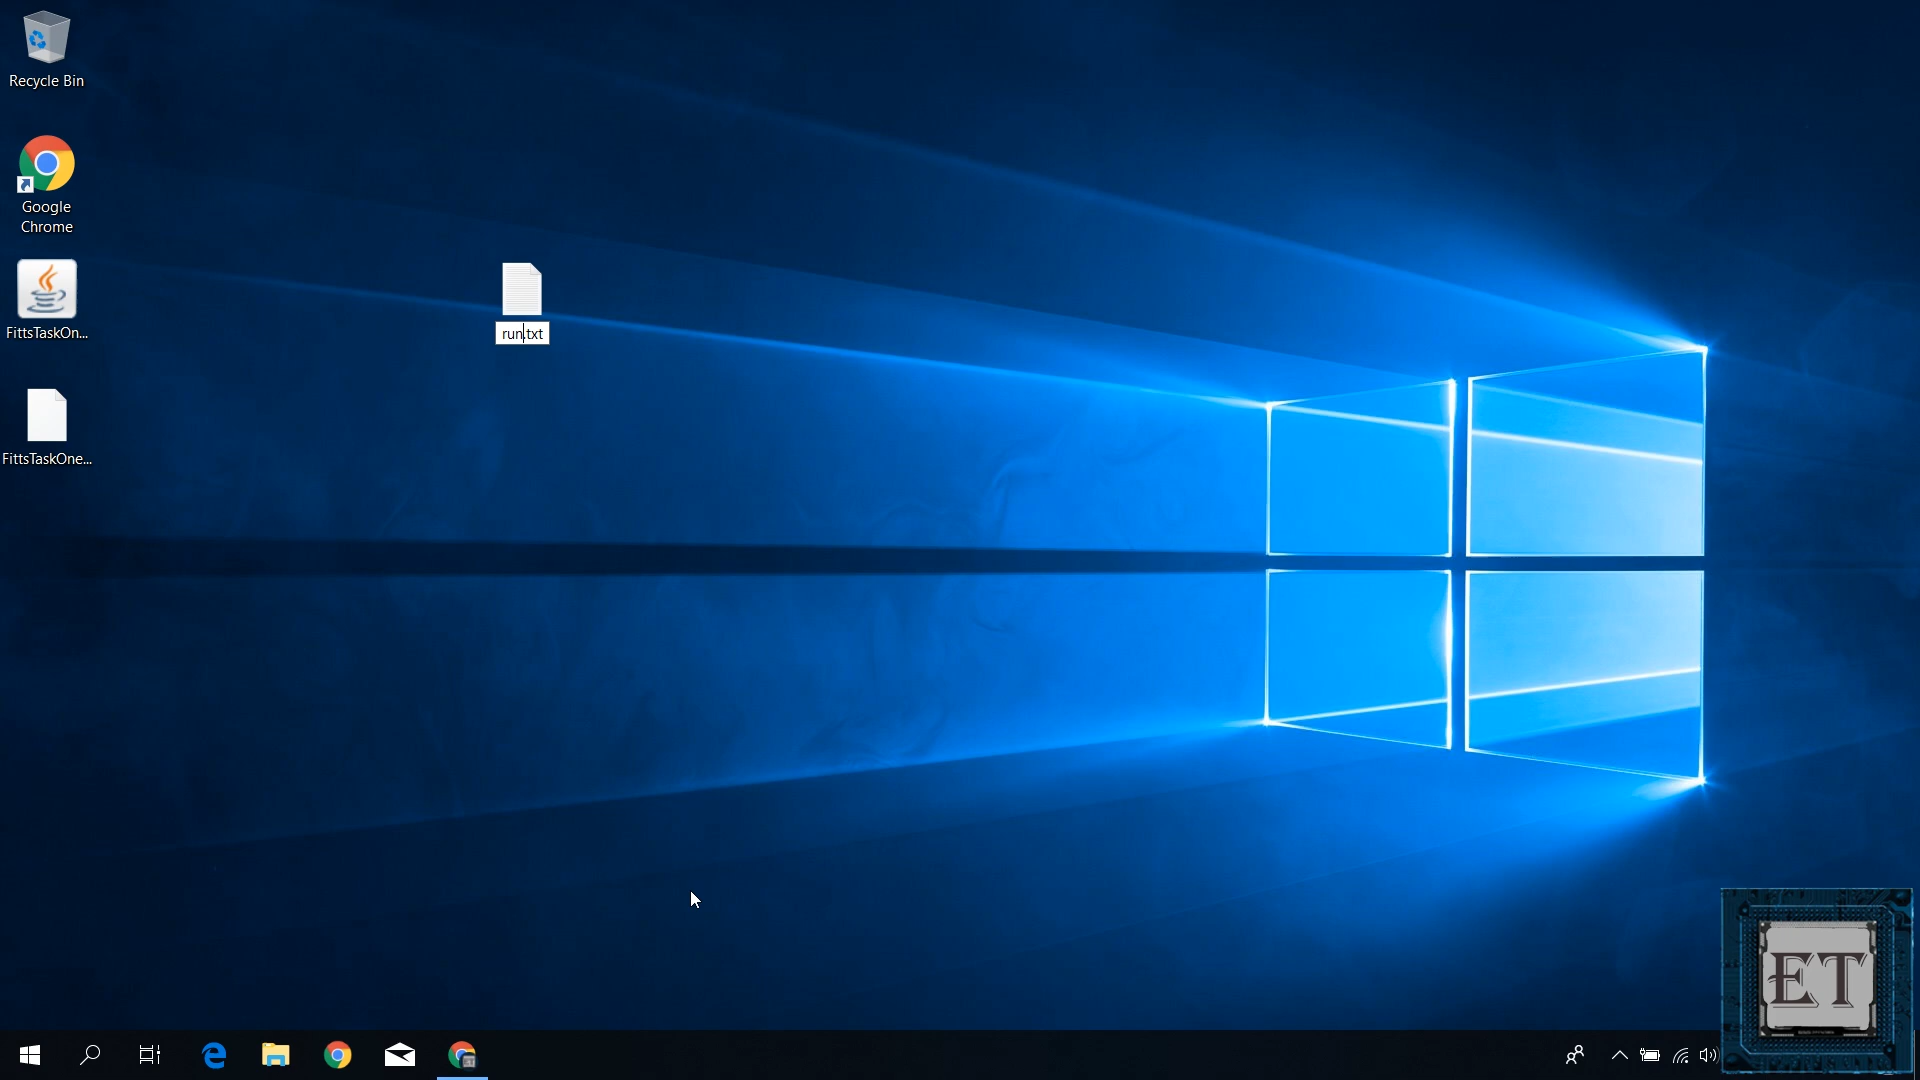 Recycle Bin
Google
Chrome
FittsTaskOn...
FittsTaskOne...
run.txt
ET